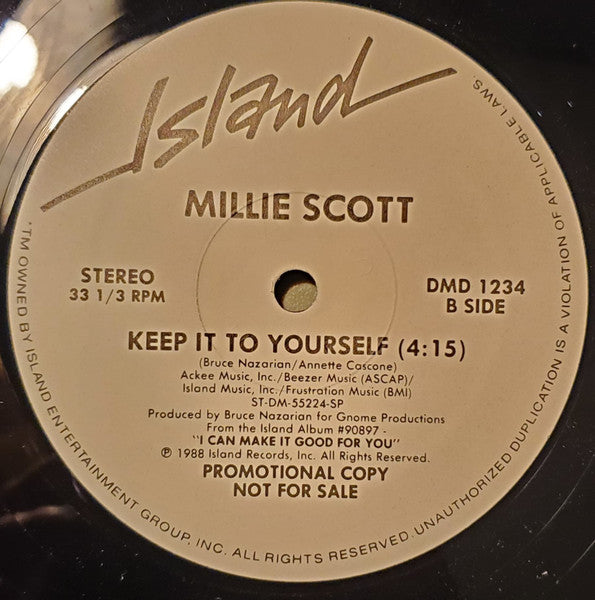 Island
MILLIE SCOTT
STEREO
33 1/3 RPM
DMD 1234
B SIDE
KEEP IT TO YOURSELF (4:15)
(Bruce Nazarian/Annette Cascone)
Ackee Music, Inc./Beezer Music (ASCAP)/
Island Music, Inc./Frustration Music (BMI)
ST-DM-55224-SP
Produced by Bruce Nazarian for Gnome Productions
From the Island Album #90897 -
"I CAN MAKE IT GOOD FOR YOU"
℗ 1988 Island Records, Inc. All Rights Reserved.
PROMOTIONAL COPY
NOT FOR SALE
*TM OWNED BY ISLAND ENTERTAINMENT GROUP, INC. ALL RIGHTS RESERVED. UNAUTHORIZED DUPLICATION IS A VIOLATION OF APPLICABLE LAWS.